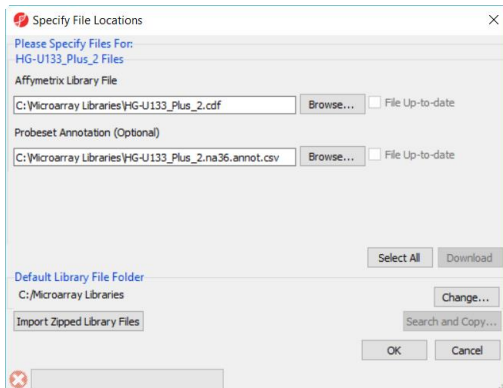 Specify File Locations
Please Specify Files For:
HG-U133_Plus_2 Files
Affymetrix Library File
C:\Microarray Libraries\HG-U133_Plus_2.cdf Browse... File Up-to-date
Probeset Annotation (Optional)
C:\Microarray Libraries\HG-U133_Plus_2.na36.annot.csv Browse... File Up-to-date
Select All Download
Default Library File Folder
C:/Microarray Libraries Change...
Import Zipped Library Files Search and Copy...
OK Cancel